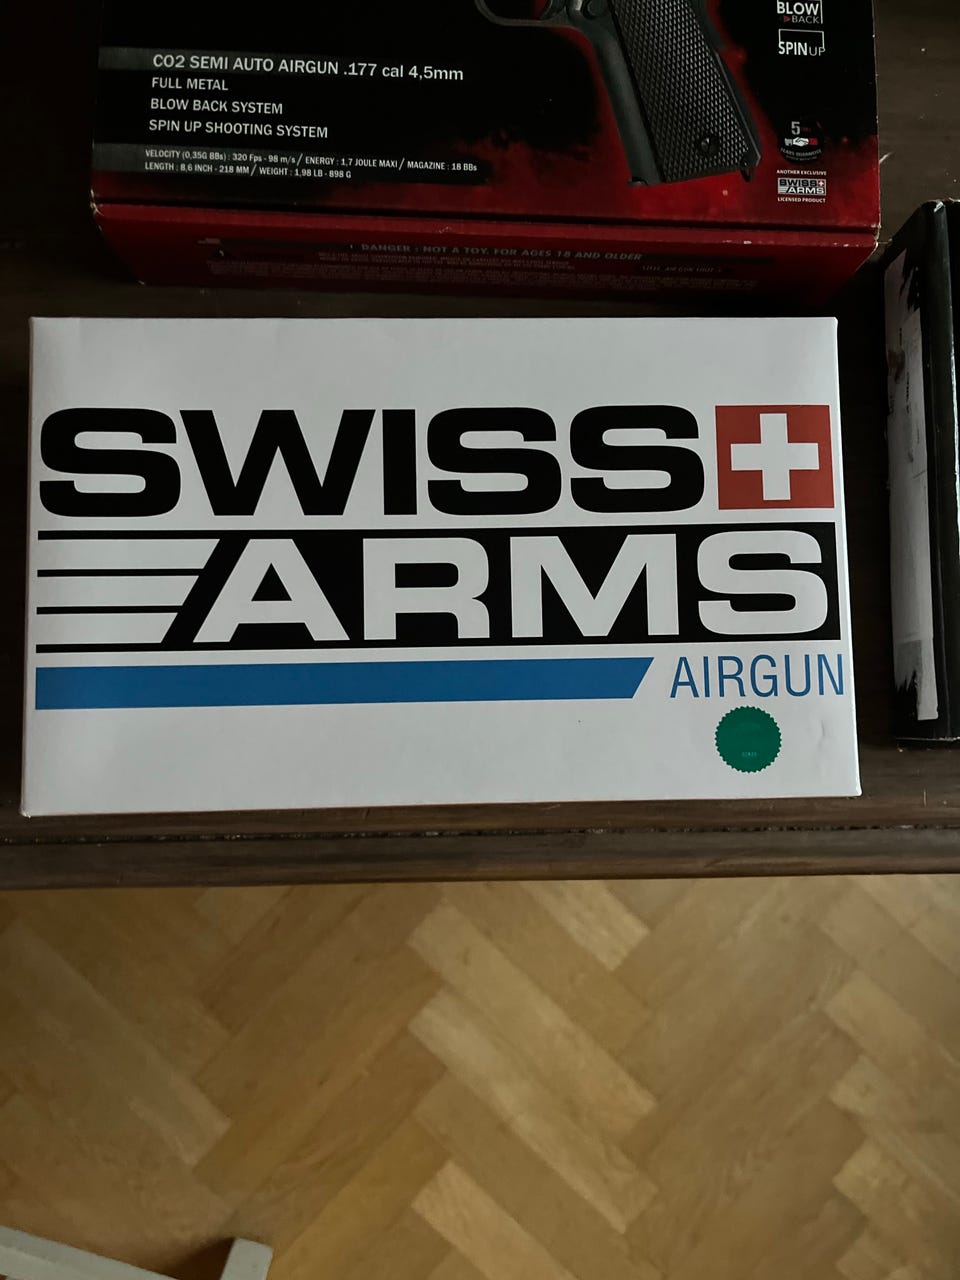 BLOW
BACK
SPIN UP
CO2 SEMI AUTO AIRGUN .177 cal 4,5mm
FULL METAL
BLOW BACK SYSTEM
SPIN UP SHOOTING SYSTEM
VELOCITY (0,35G BBs) : 320 Fps - 98 m/s / ENERGY : 1,7 JOULE MAXI / MAGAZINE : 18 BBs
LENGTH : 8,6 INCH - 218 MM / WEIGHT : 1,98 LB - 898 G
5
ANOTHER EXCLUSIVE
SWISS
ARMS
LICENSED PRODUCT
DANGER : NOT A TOY. FOR AGES 18 AND OLDER
SWISS
ARMS
AIRGUN